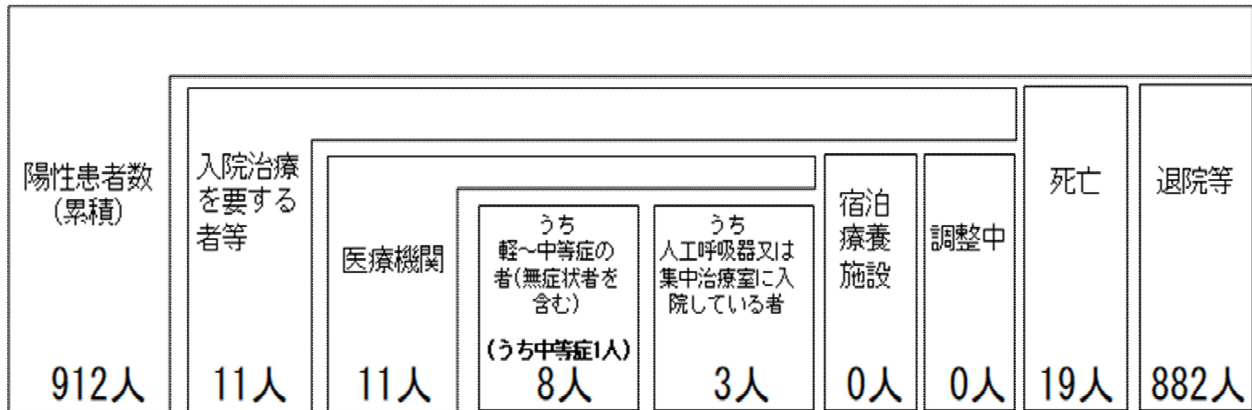 陽性患者数
(累積)
912人
入院治療
を要する
者等
11人
医療機関
11人
うち
軽～中等症の
者(無症状者を
含む)
(うち中等症1人)
8人
うち
人工呼吸器又は
集中治療室に入
院している者
3人
宿泊
療養
施設
0人
調整中
0人
死亡
19人
退院等
882人